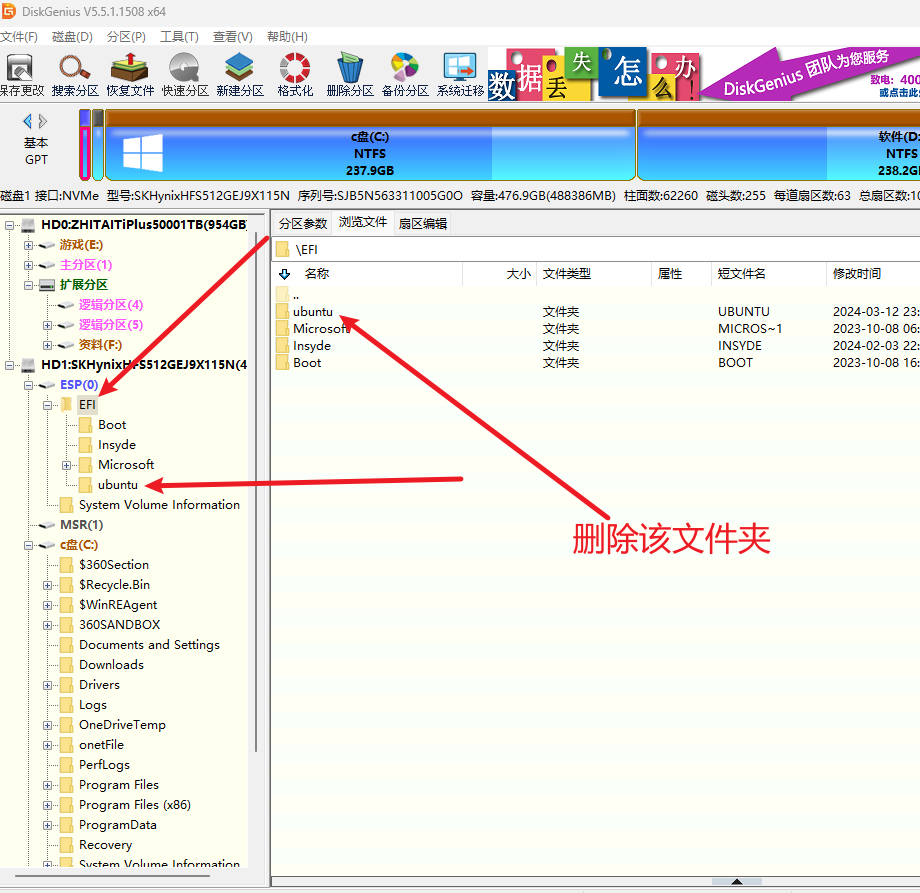 DiskGenius V5.5.1.1508 x64
文件(F) 磁盘(D) 分区(P) 工具(T) 查看(V) 帮助(H)
保存更改 搜索分区 恢复文件 快速分区 新建分区 格式化 删除分区 备份分区 系统迁移
数据丢失怎么办!
DiskGenius 团队为您服务
致电: 400
或点击此
基本
GPT
c盘(C:)
NTFS
237.9GB
软件(D:
NTFS
238.2G
磁盘1 接口:NVMe 型号:SKHynixHFS512GEJ9X115N 序列号:SJB5N563311005G0O 容量:476.9GB(488386MB) 柱面数:62260 磁头数:255 每道扇区数:63 总扇区数:10
HD0:ZHITAITiPlus50001TB(954GB)
游戏(E:)
主分区(1)
扩展分区
逻辑分区(4)
逻辑分区(5)
资料(F:)
HD1:SKHynixHFS512GEJ9X115N(4
ESP(0)
EFI
Boot
Insyde
Microsoft
ubuntu
System Volume Information
MSR(1)
c盘(C:)
$360Section
$Recycle.Bin
$WinREAgent
360SANDBOX
Documents and Settings
Downloads
Drivers
Logs
OneDriveTemp
onetFile
PerfLogs
Program Files
Program Files (x86)
ProgramData
Recovery
System Volume Information
分区参数 浏览文件 扇区编辑
\EFI
名称 大小 文件类型 属性 短文件名 修改时间
..
ubuntu 文件夹 UBUNTU 2024-03-12 23:
Microsoft 文件夹 MICROS~1 2023-10-08 06:
Insyde 文件夹 INSYDE 2024-02-03 22:
Boot 文件夹 BOOT 2023-10-08 16:
删除该文件夹